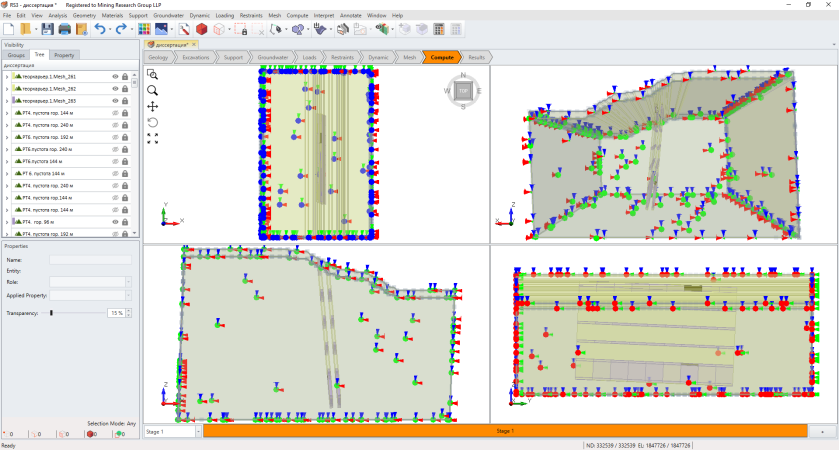 RS3 - диссертация * Registered to Mining Research Group LLP
File Edit View Analysis Geometry Materials Support Groundwater Dynamic Loading Restraints Mesh Compute Interpret Annotate Window Help
Visibility
Groups Tree Property
диссертация
геокарьер.1.Mesh_261
геокарьер.1.Mesh_262
геокарьер.1.Mesh_263
РТ4. пустота гор. 144 м
РТ4. пустота гор. 240 м
РТ6. пустота гор. 192 м
РТ6.пустота гор. 240 м
РТ6.пустота 144 м
РТ 6. пустота 144 м
РТ4. пустота гор. 240 м
РТ4. пустота гор.144 м
РТ4. пустота гор. 144 м
РТ4. гор. 96 м
РТ4. пустота гор. 192 м
Properties
Name:
Entity:
Role:
Applied Property:
Transparency: 15 %
Selection Mode: Any
0 0 0 0 0
Ready
диссертация*
Geology Excavations Support Groundwater Loads Restraints Dynamic Mesh Compute Results
N
W TOP E
S
Y
X
Z
X
Z
Y
Z
Y
Stage 1 Stage 1
ND: 332539 / 332539 EL: 1847726 / 1847726